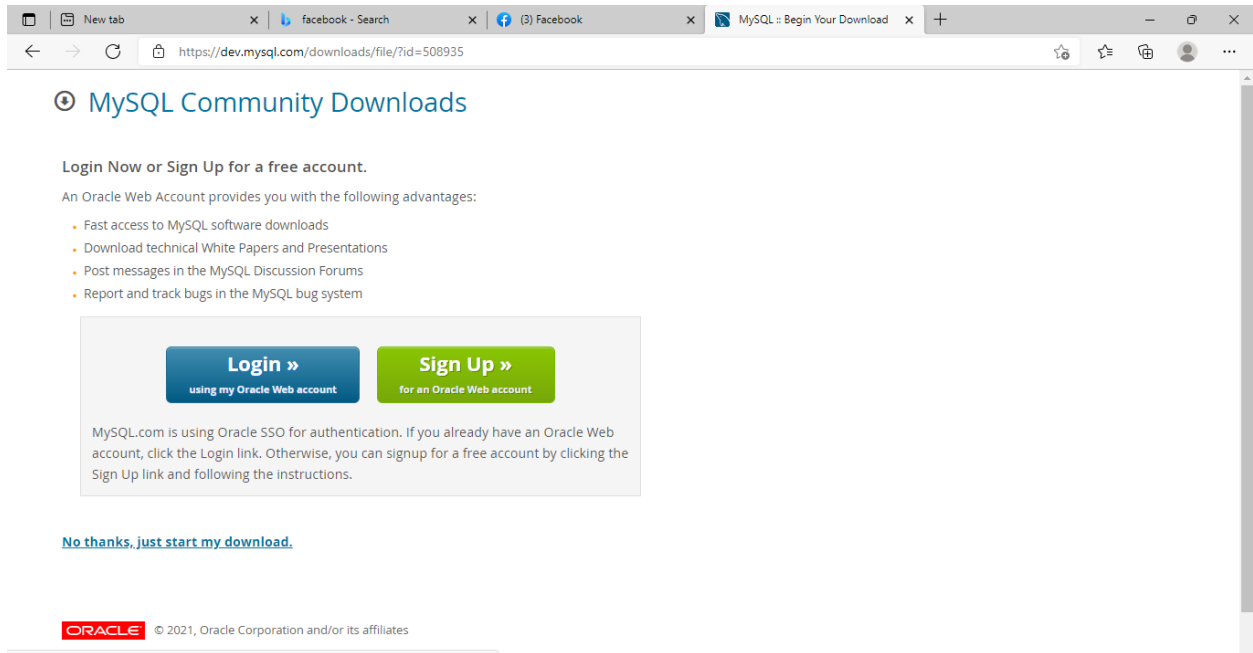 New tab
facebook - Search
(3) Facebook
MySQL :: Begin Your Download
https://dev.mysql.com/downloads/file/?id=508935
MySQL Community Downloads
Login Now or Sign Up for a free account.
An Oracle Web Account provides you with the following advantages:
Fast access to MySQL software downloads
Download technical White Papers and Presentations
Post messages in the MySQL Discussion Forums
Report and track bugs in the MySQL bug system
Login »
using my Oracle Web account
Sign Up »
for an Oracle Web account
MySQL.com is using Oracle SSO for authentication. If you already have an Oracle Web
account, click the Login link. Otherwise, you can signup for a free account by clicking the
Sign Up link and following the instructions.
No thanks, just start my download.
ORACLE © 2021, Oracle Corporation and/or its affiliates